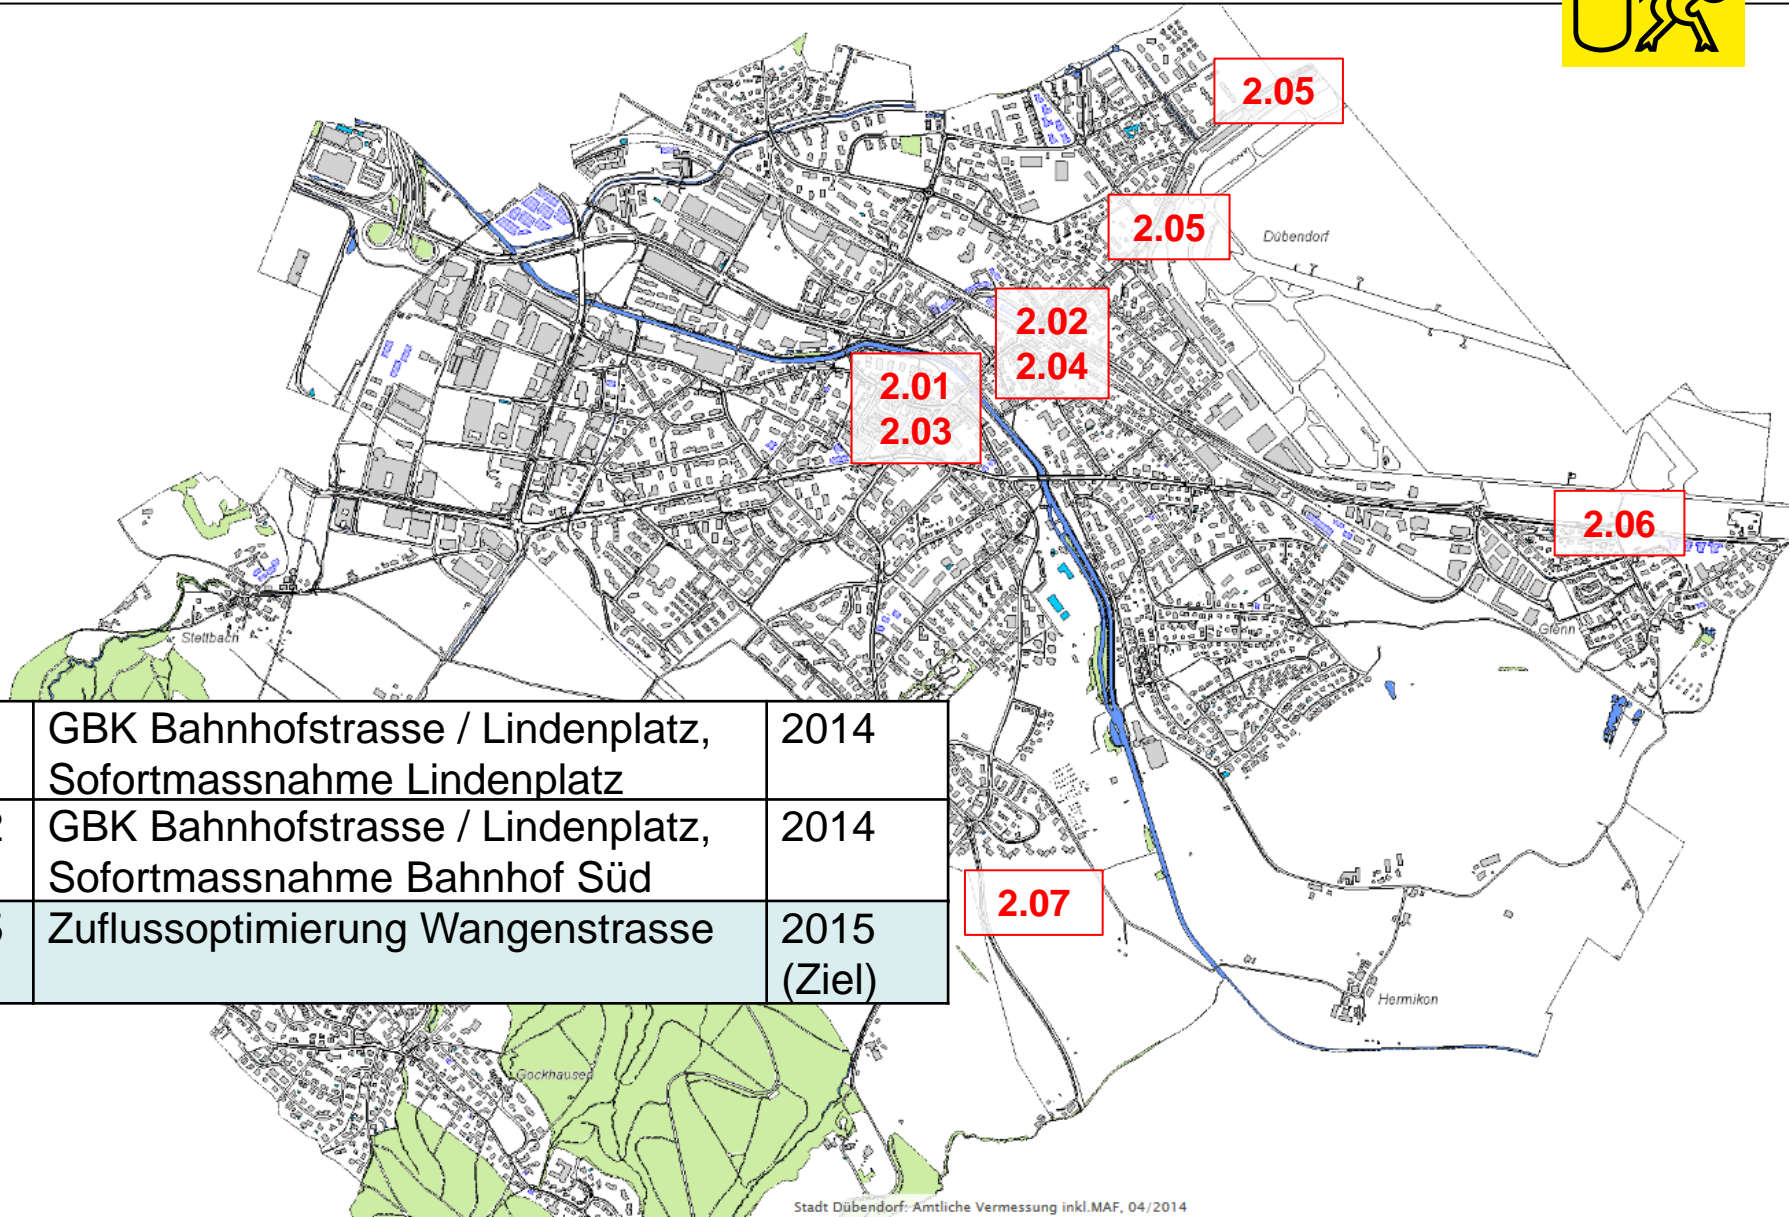 2.05
2.05
Dübendorf
2.02
2.04
2.01
2.03
2.06
Stettbach
Glenn
GBK Bahnhofstrasse / Lindenplatz,
Sofortmassnahme Lindenplatz
2014
2
GBK Bahnhofstrasse / Lindenplatz,
Sofortmassnahme Bahnhof Süd
2014
2.07
Zuflussoptimierung Wangenstrasse
2015
(Ziel)
Hermikon
Gockhausen
Stadt Dübendorf: Amtliche Vermessung inkl.MAF, 04/2014